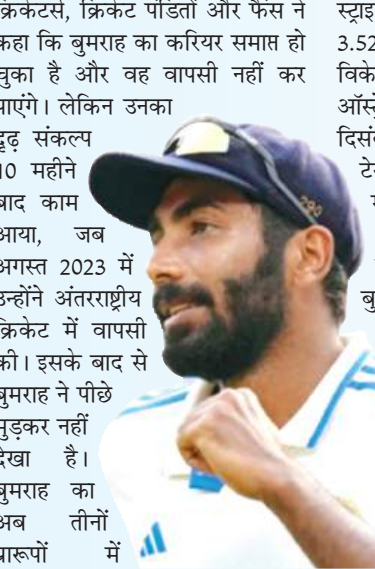 क्रिकेटर्स, क्रिकेट पंडितों और फैंस ने
कहा कि बुमराह का करियर समाप्त हो
चुका है और वह वापसी नहीं कर
पाएंगे। लेकिन उनका
दृढ़ संकल्प
10 महीने
बाद काम
आया, जब
अगस्त 2023 में
उन्होंने अंतरराष्ट्रीय
क्रिकेट में वापसी
की। इसके बाद से
बुमराह ने पीछे
मुड़कर नहीं
देखा है।
बुमराह का
अब तीनों
प्रारूपों में
स्ट्राइ
3.52
विके
ऑस्ट्रे
दिसं
टे
बु